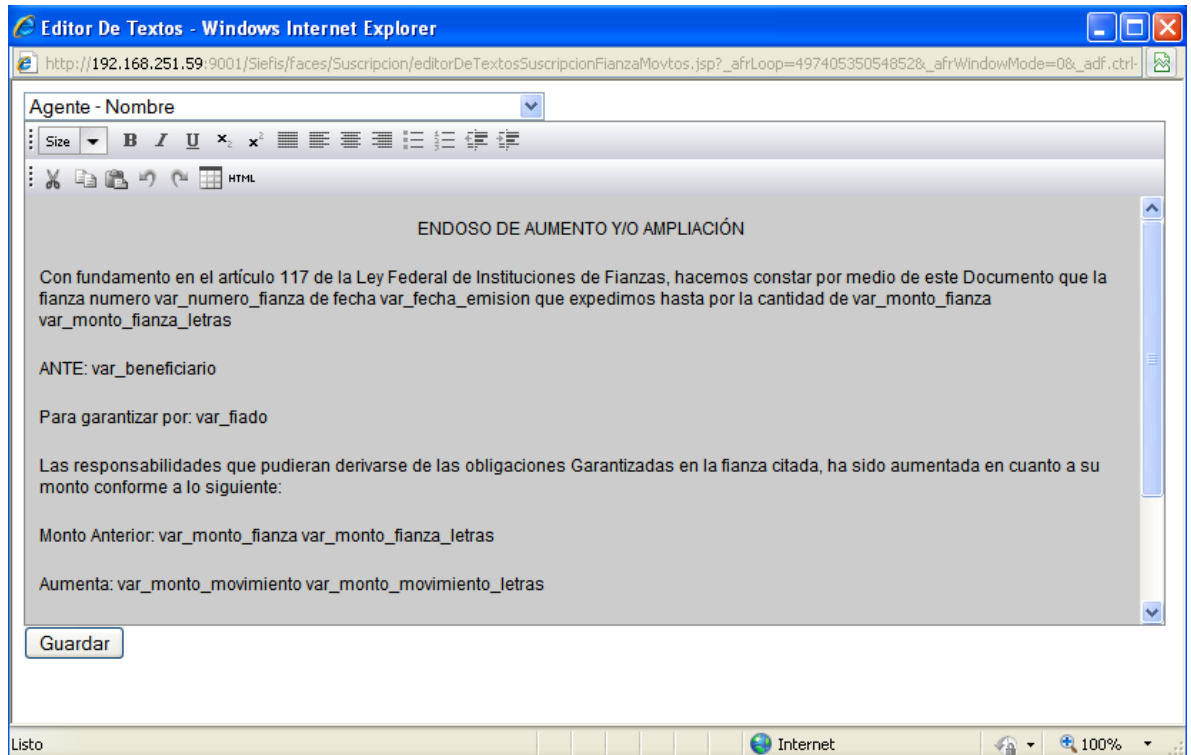 Editor De Textos - Windows Internet Explorer
http://192.168.251.59:9001/Siefis/faces/Suscripcion/editorDeTextosSuscripcionFianzaMovtos.jsp?_afrLoop=49740535054852&_afrWindowMode=0&_adf.ctrl-
Agente - Nombre
Size B I U x₂ x²
HTML
ENDOSO DE AUMENTO Y/O AMPLIACIÓN
Con fundamento en el artículo 117 de la Ley Federal de Instituciones de Fianzas, hacemos constar por medio de este Documento que la
fianza numero var_numero_fianza de fecha var_fecha_emision que expedimos hasta por la cantidad de var_monto_fianza
var_monto_fianza_letras
ANTE: var_beneficiario
Para garantizar por: var_fiado
Las responsabilidades que pudieran derivarse de las obligaciones Garantizadas en la fianza citada, ha sido aumentada en cuanto a su
monto conforme a lo siguiente:
Monto Anterior: var_monto_fianza var_monto_fianza_letras
Aumenta: var_monto_movimiento var_monto_movimiento_letras
Guardar
Listo Internet 100%